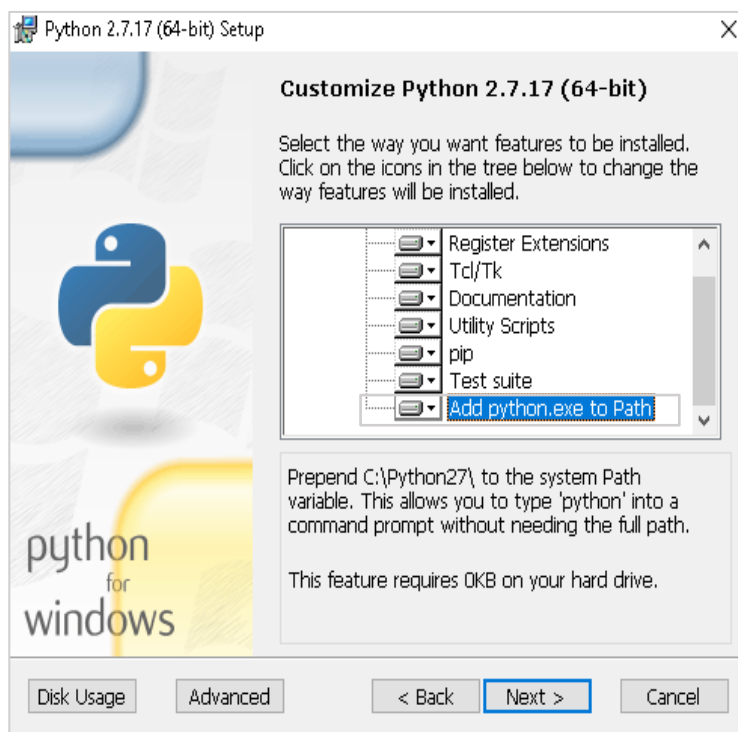 Python 2.7.17 (64-bit) Setup
Customize Python 2.7.17 (64-bit)
Select the way you want features to be installed.
Click on the icons in the tree below to change the
way features will be installed.
Register Extensions
Tcl/Tk
Documentation
Utility Scripts
pip
Test suite
Add python.exe to Path
Prepend C:\Python27\ to the system Path
variable. This allows you to type 'python' into a
command prompt without needing the full path.
This feature requires 0KB on your hard drive.
python
for
windows
Disk Usage
Advanced
< Back
Next >
Cancel